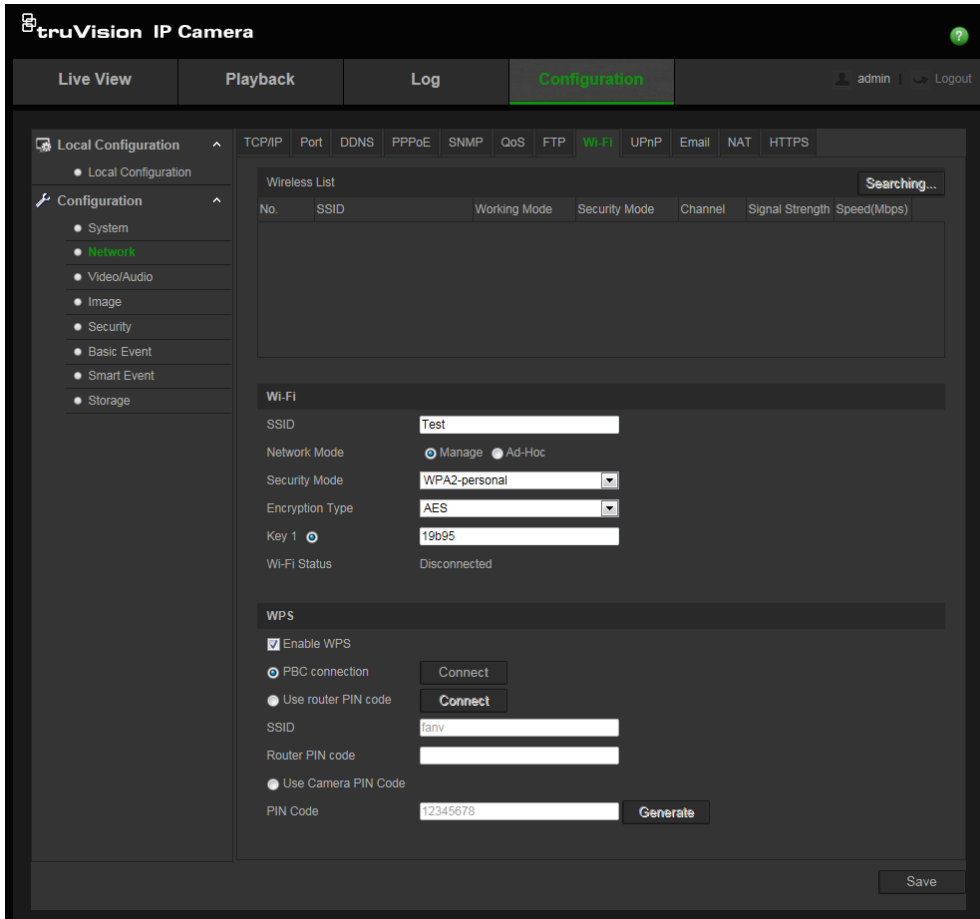 truVision IP Camera
?
Live View Playback Log Configuration admin | Logout
Local Configuration
Local Configuration
Configuration
System
Network
Video/Audio
Image
Security
Basic Event
Smart Event
Storage
TCP/IP Port DDNS PPPoE SNMP QoS FTP Wi-Fi UPnP Email NAT HTTPS
Wireless List Searching...
No. SSID Working Mode Security Mode Channel Signal Strength Speed(Mbps)
Wi-Fi
SSID Test
Network Mode Manage Ad-Hoc
Security Mode WPA2-personal
Encryption Type AES
Key 1 19b95
Wi-Fi Status Disconnected
WPS
Enable WPS
PBC connection Connect
Use router PIN code Connect
SSID fanv
Router PIN code
Use Camera PIN Code
PIN Code 12345678 Generate
Save